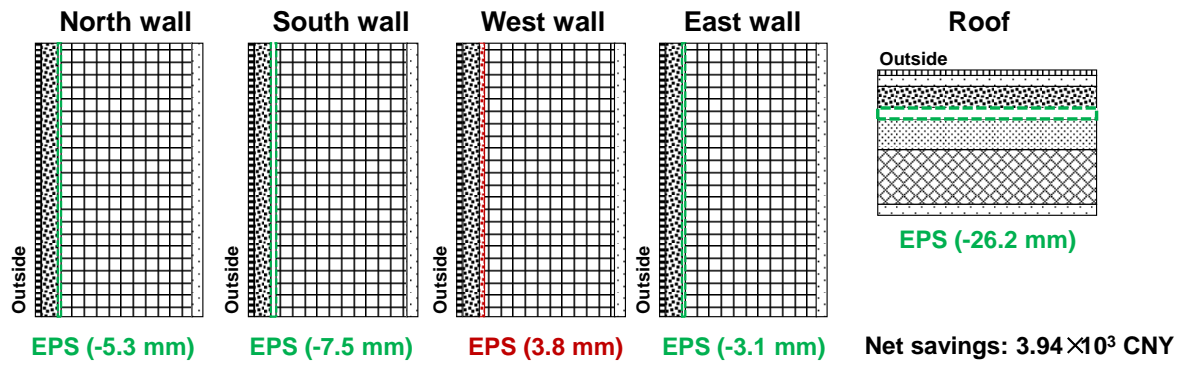 North wall
South wall
West wall
East wall
Roof
Outside
Outside
Outside
Outside
Outside
EPS (-5.3 mm)
EPS (-7.5 mm)
EPS (3.8 mm)
EPS (-3.1 mm)
EPS (-26.2 mm)
Net savings: 3.94×10³ CNY